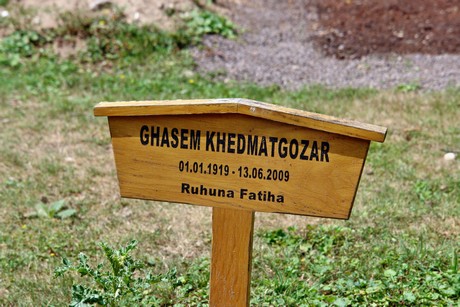 GHASEM KHEDMATGOZAR
01.01.1919 - 13.06.2009
Ruhuna Fatiha